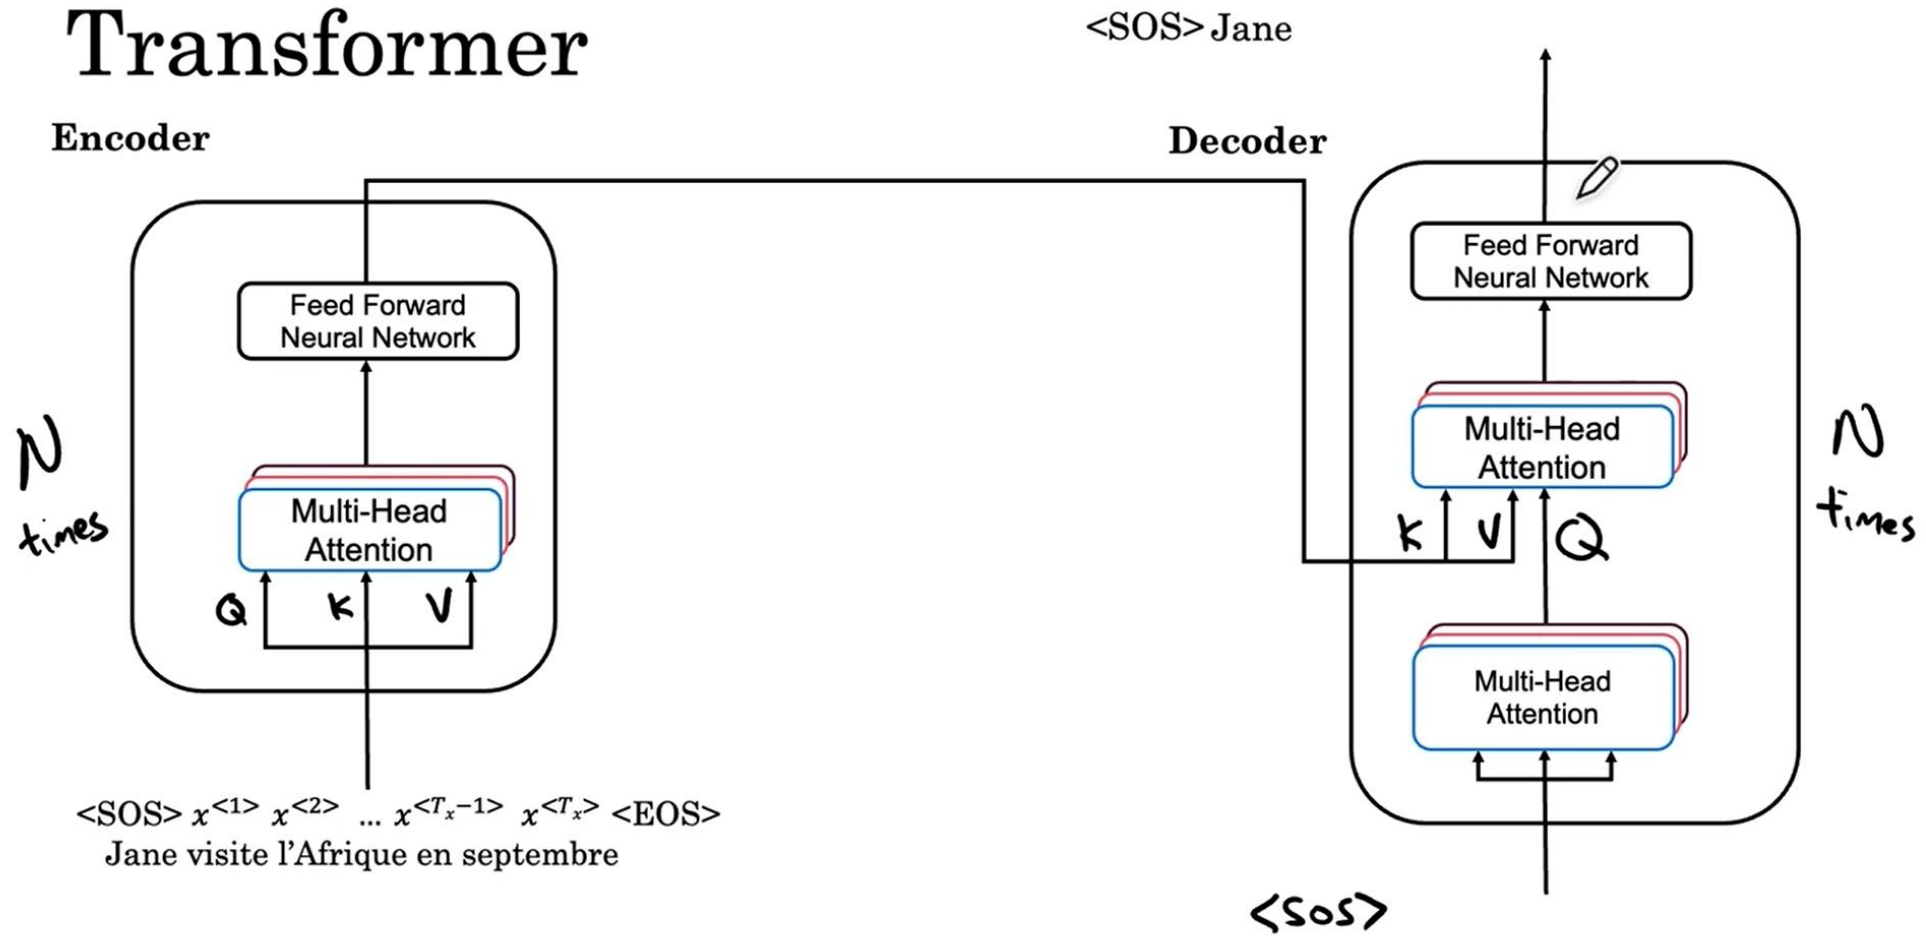 Transformer
<SOS> Jane
Encoder
Decoder
Feed Forward
Neural Network
Multi-Head
Attention
Q K V
N
times
<SOS> x<1> x<2> ... x<Tx−1> x<Tx> <EOS>
Jane visite l'Afrique en septembre
Feed Forward
Neural Network
Multi-Head
Attention
K V Q
N
times
Multi-Head
Attention
<SOS>